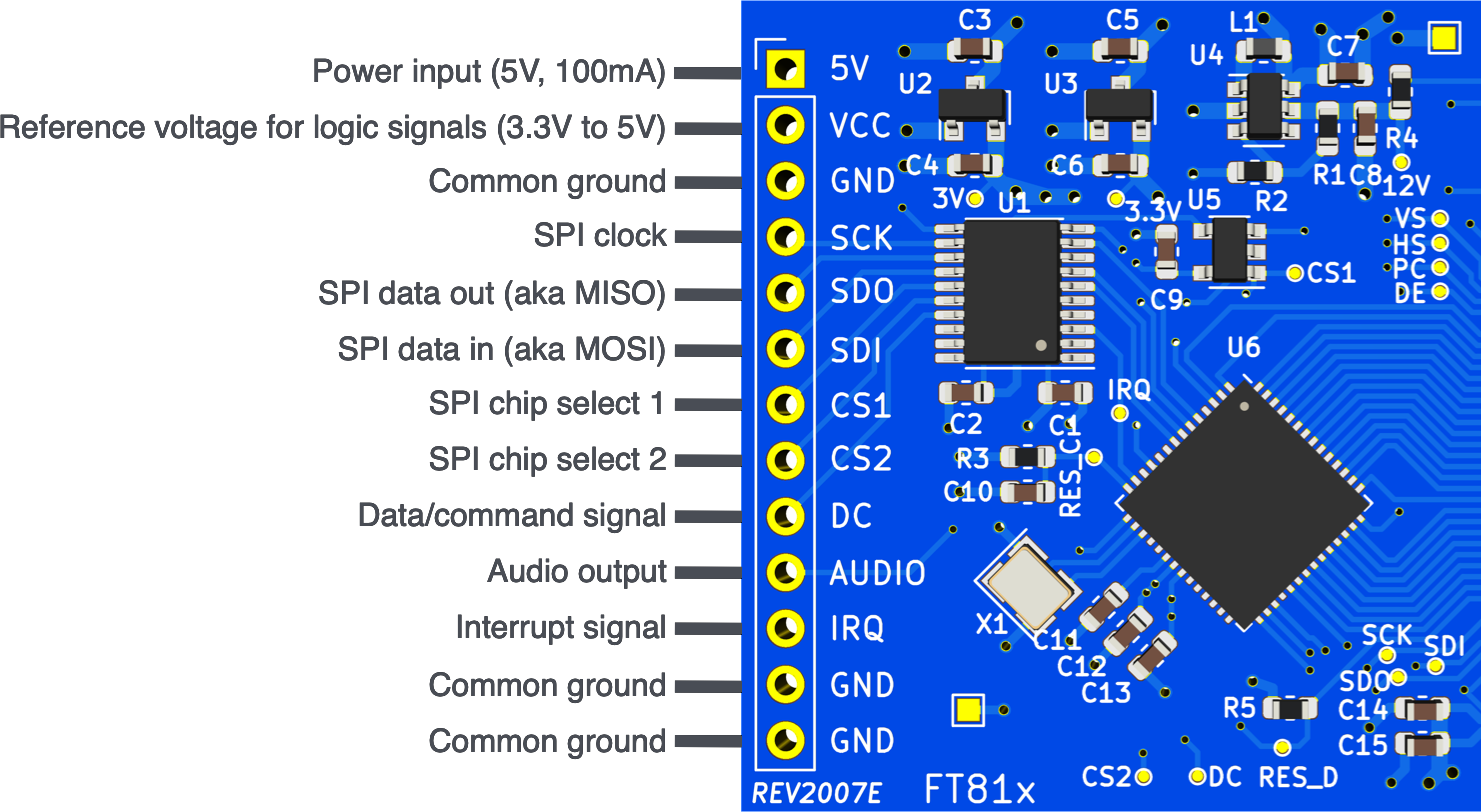 Power input (5V, 100mA)
Reference voltage for logic signals (3.3V to 5V)
Common ground
SPI clock
SPI data out (aka MISO)
SPI data in (aka MOSI)
SPI chip select 1
SPI chip select 2
Data/command signal
Audio output
Interrupt signal
Common ground
Common ground
5V
VCC
GND
SCK
SDO
SDI
CS1
CS2
DC
AUDIO
IRQ
GND
GND
REV2007E
FT81x
C3
C5
L1
U4
C7
U2
U3
R4
C4
C6
R1
C8
12V
3V
U1
3.3V
U5
R2
VS
HS
PC
DE
CS1
C9
U6
IRQ
C2
C1
R3
RES_C
C10
X1
C11
C12
C13
SCK
SDI
SDO
R5
C14
C15
CS2
DC
RES_D